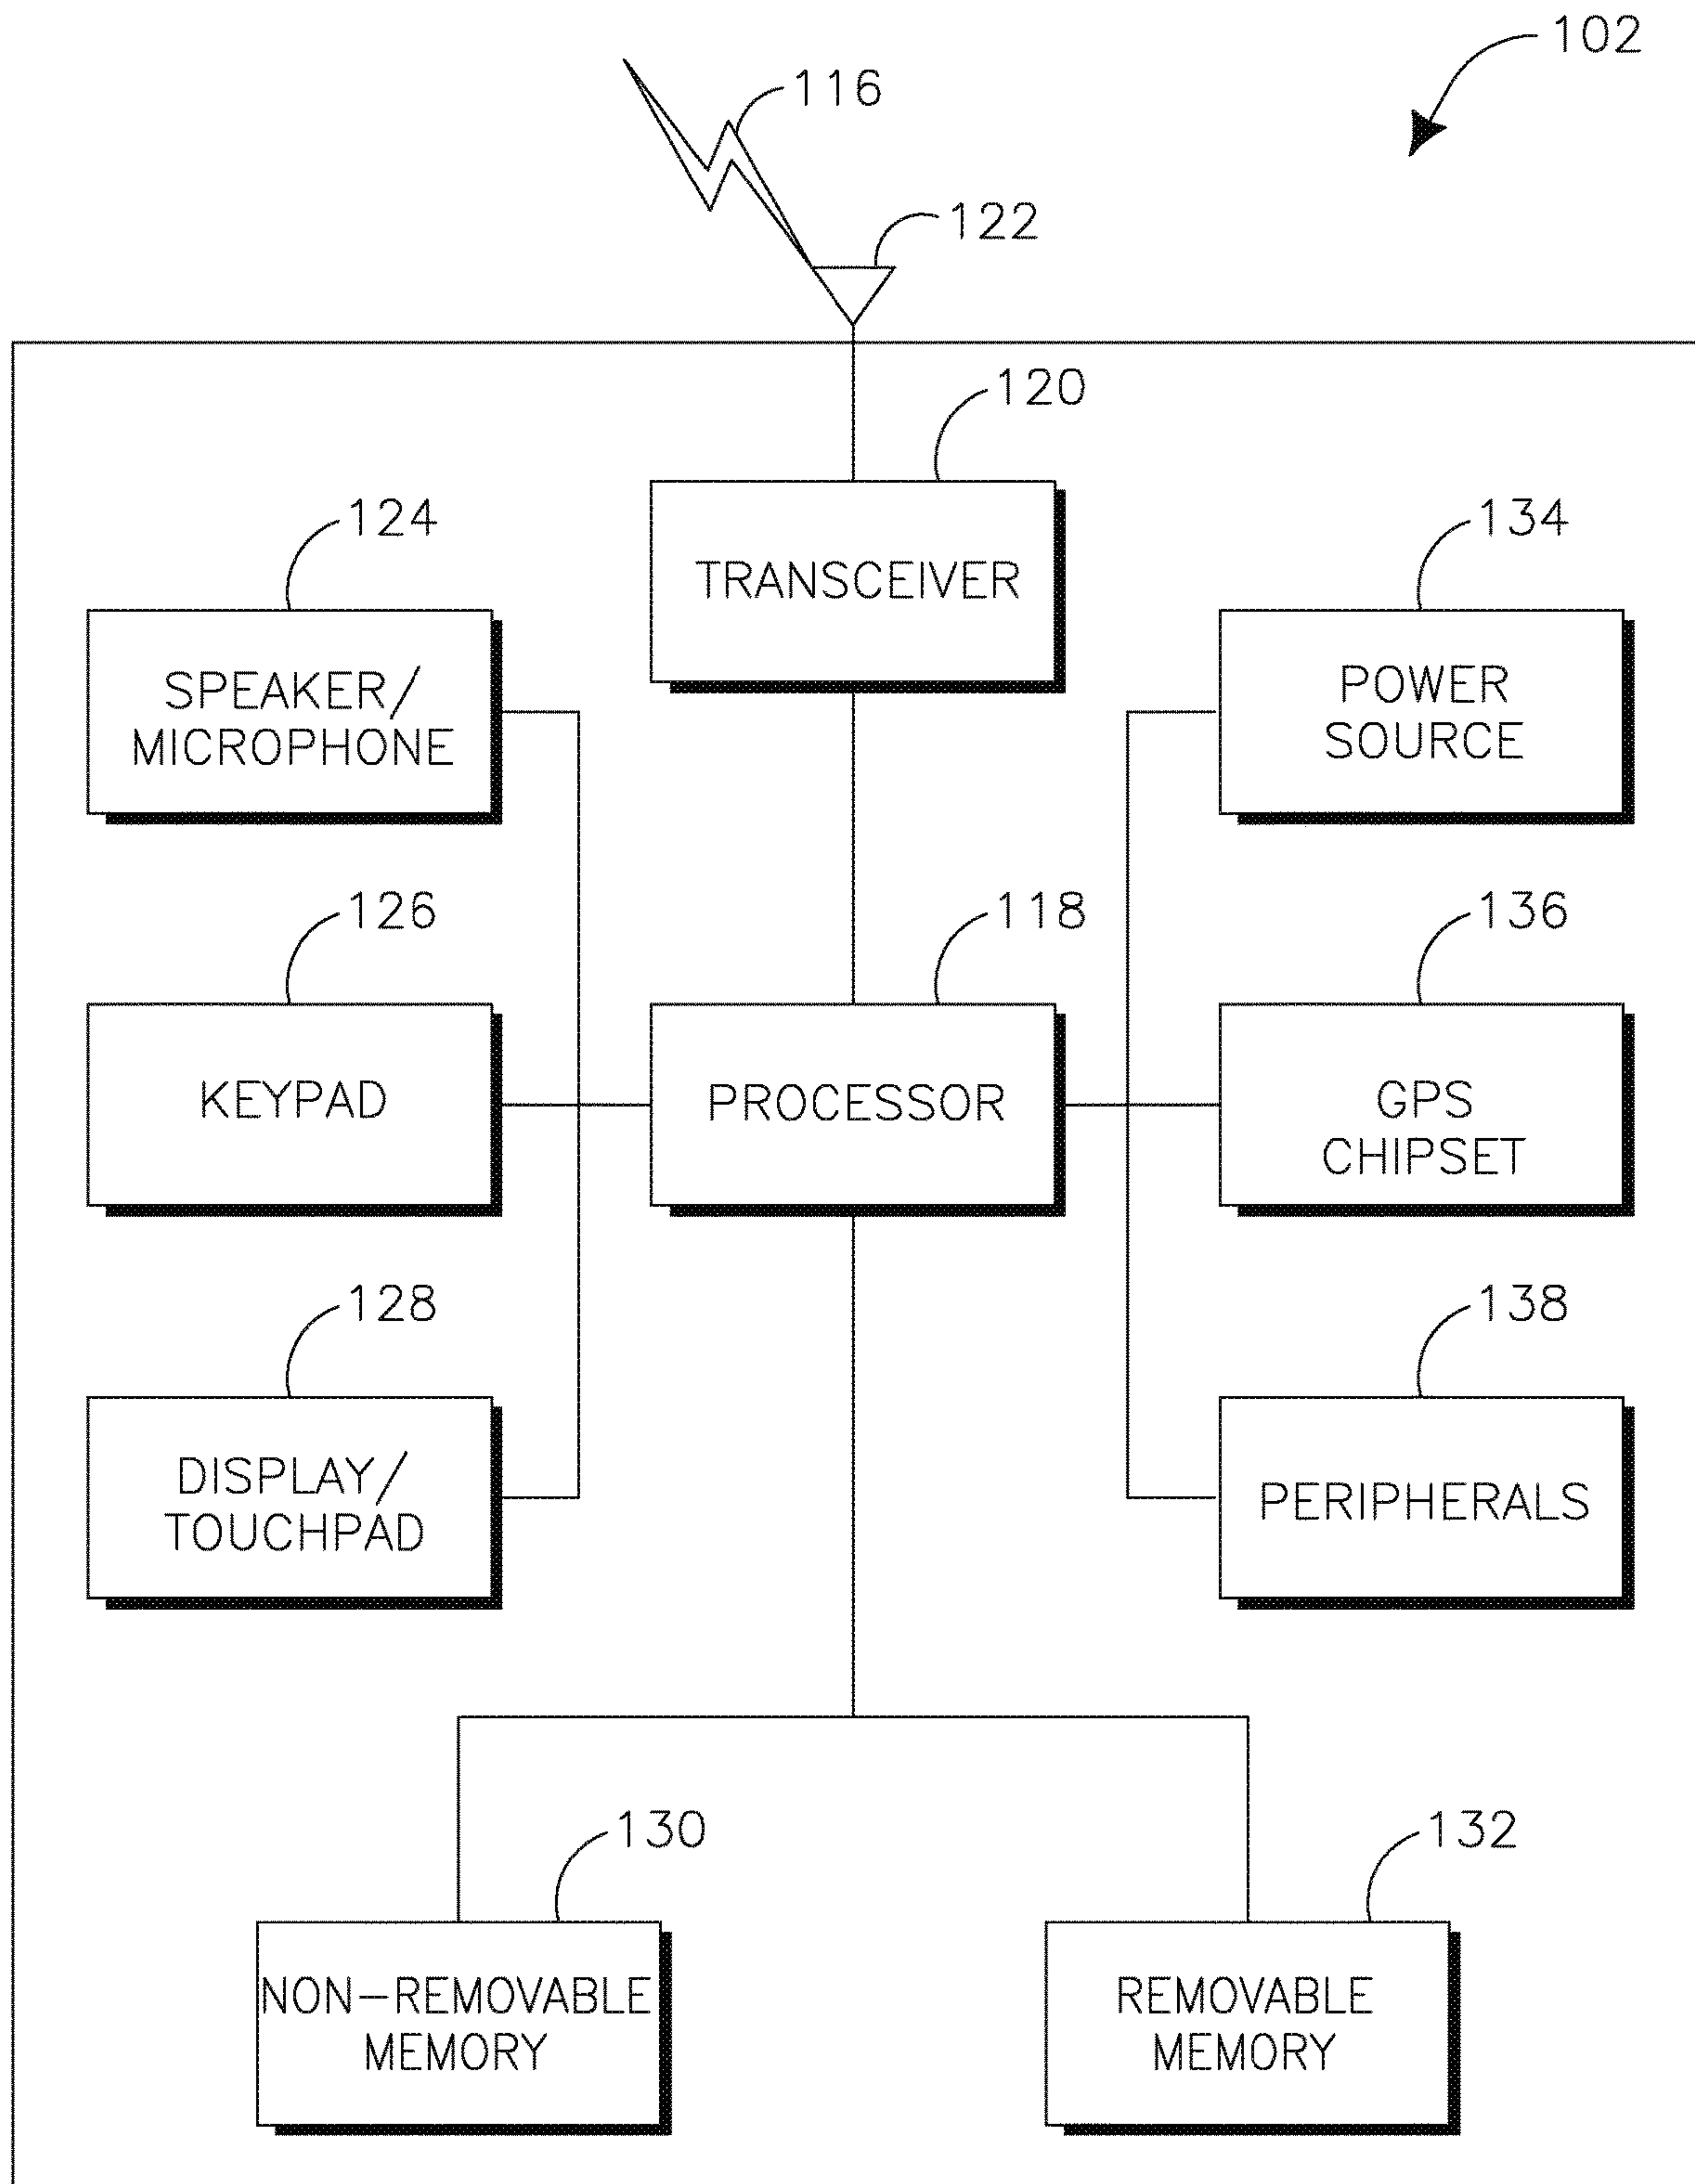 102
116
122
120
124
134
TRANSCEIVER
SPEAKER/
MICROPHONE
POWER
SOURCE
126
118
136
KEYPAD
PROCESSOR
GPS
CHIPSET
128
138
DISPLAY/
TOUCHPAD
PERIPHERALS
130
132
NON-REMOVABLE
MEMORY
REMOVABLE
MEMORY